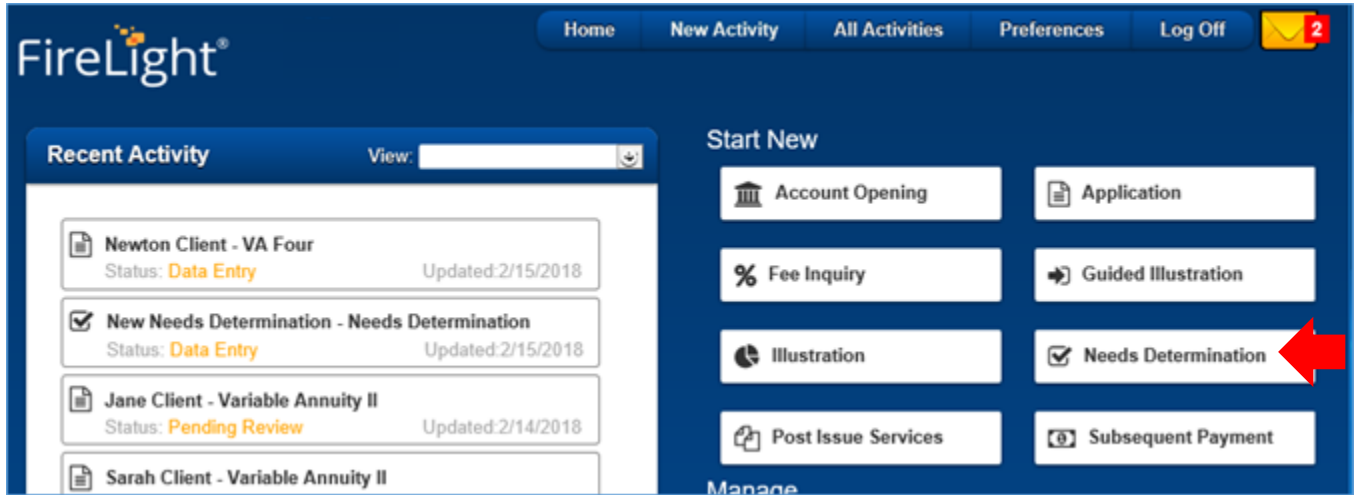 FireLight®
Home New Activity All Activities Preferences Log Off 2
Recent Activity View:
Newton Client - VA Four
Status: Data Entry Updated:2/15/2018
New Needs Determination - Needs Determination
Status: Data Entry Updated:2/15/2018
Jane Client - Variable Annuity II
Status: Pending Review Updated:2/14/2018
Sarah Client - Variable Annuity II
Start New
Account Opening
Application
Fee Inquiry
Guided Illustration
Illustration
Needs Determination
Post Issue Services
Subsequent Payment
Manage